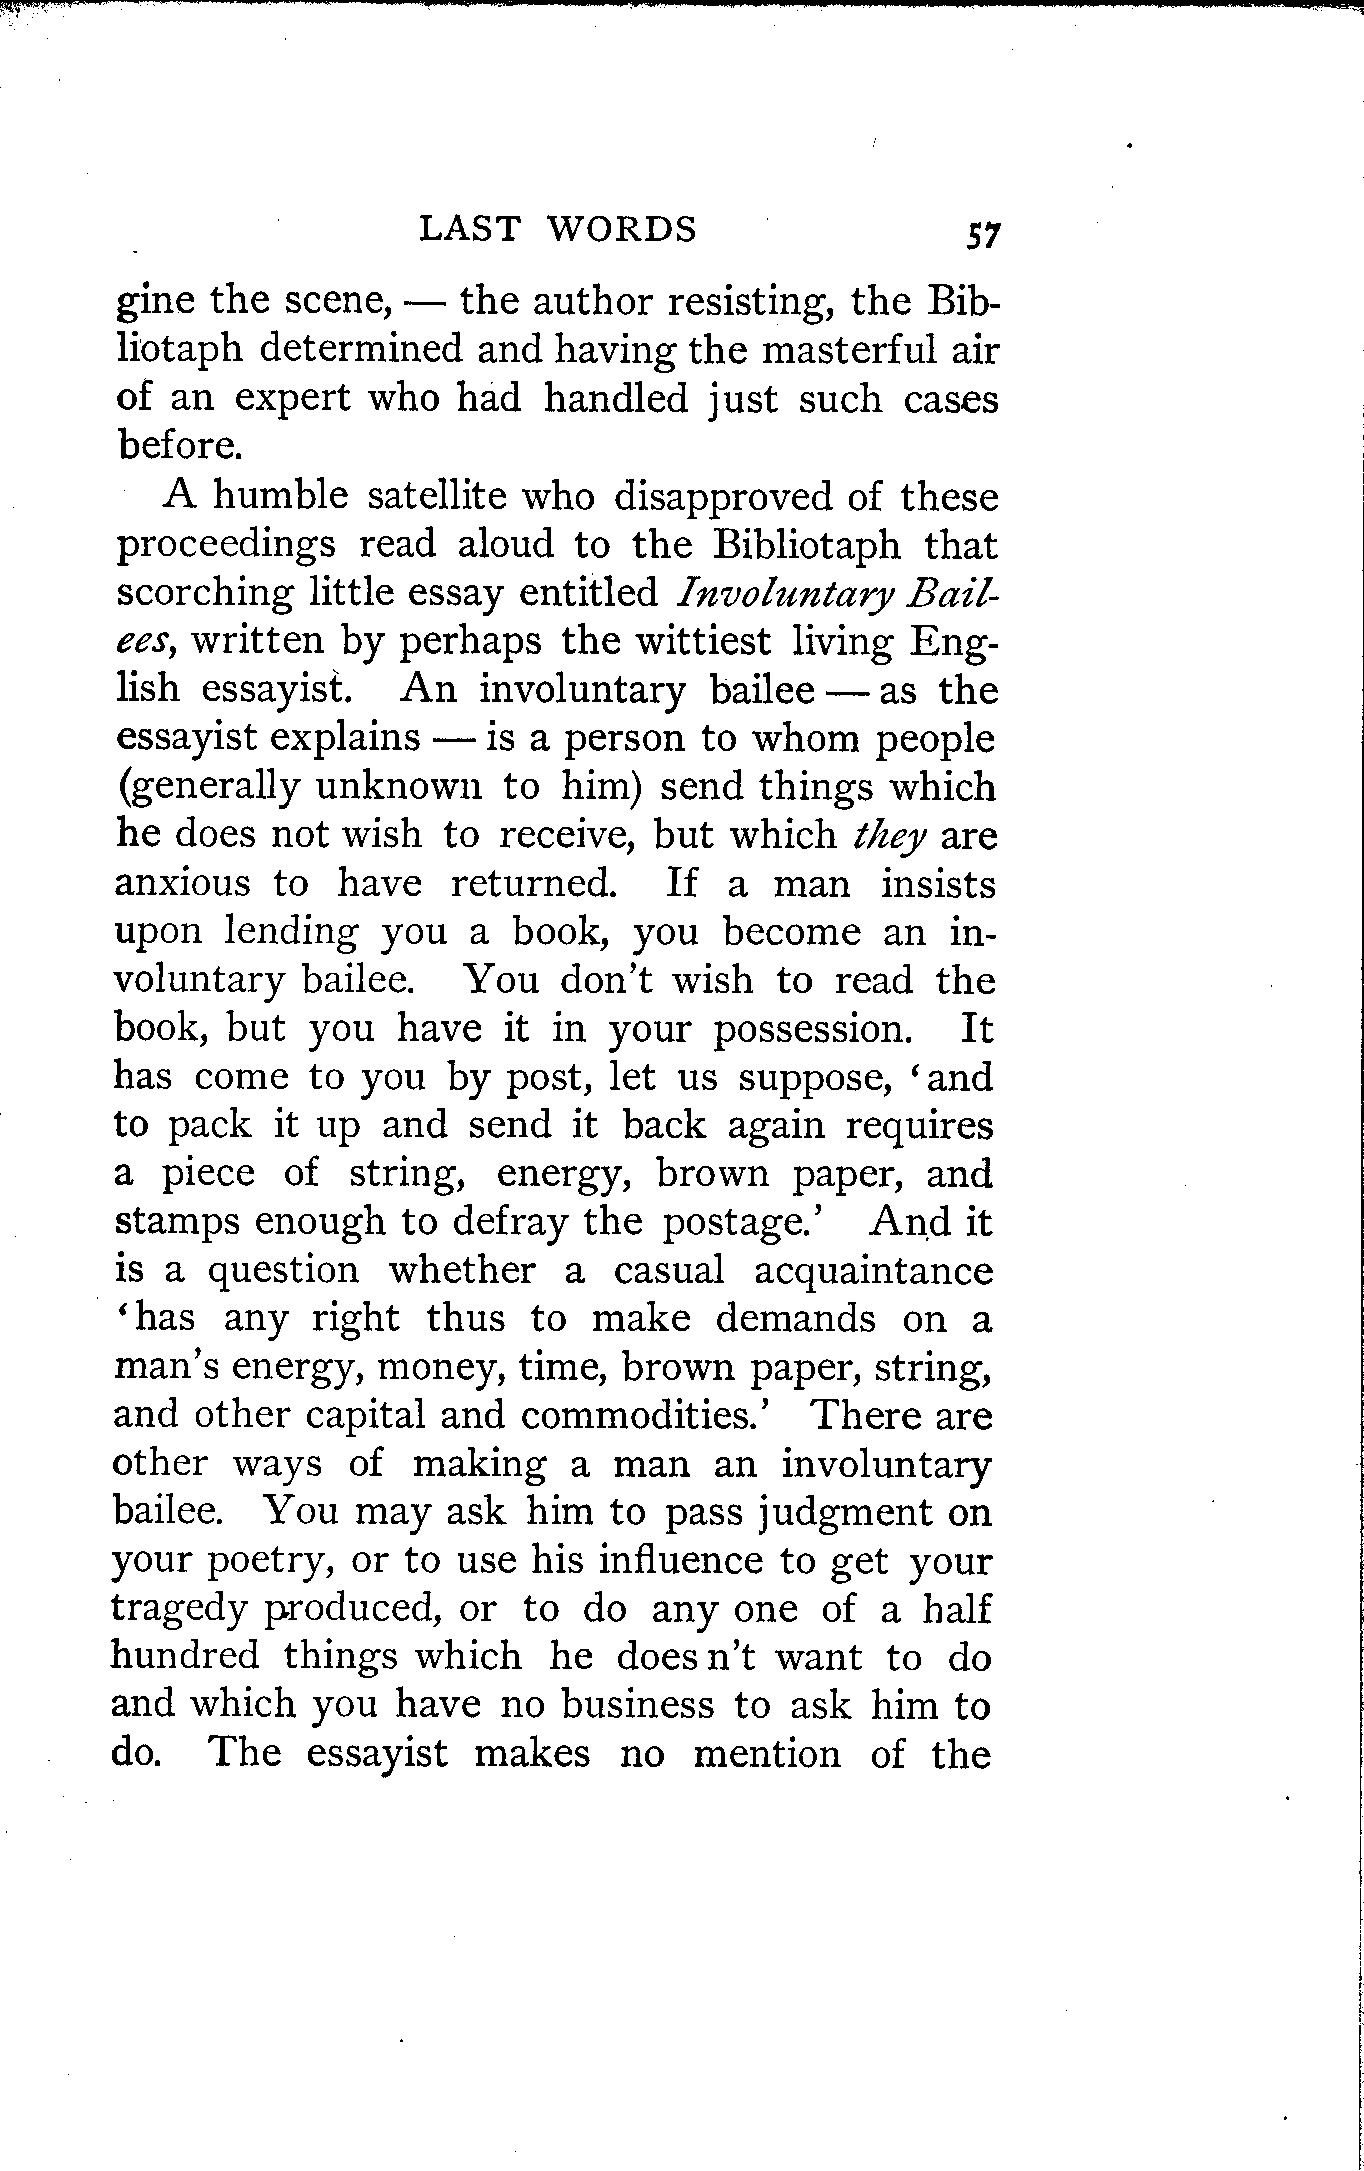 LAST WORDS 57
gine the scene, — the author resisting, the Bib-
liotaph determined and having the masterful air
of an expert who had handled just such cases
before.
A humble satellite who disapproved of these
proceedings read aloud to the Bibliotaph that
scorching little essay entitled Involuntary Bail-
ees, written by perhaps the wittiest living Eng-
lish essayist. An involuntary bailee — as the
essayist explains — is a person to whom people
(generally unknown to him) send things which
he does not wish to receive, but which they are
anxious to have returned. If a man insists
upon lending you a book, you become an in-
voluntary bailee. You don't wish to read the
book, but you have it in your possession. It
has come to you by post, let us suppose, ‘and
to pack it up and send it back again requires
a piece of string, energy, brown paper, and
stamps enough to defray the postage.’ And it
is a question whether a casual acquaintance
‘has any right thus to make demands on a
man's energy, money, time, brown paper, string,
and other capital and commodities.’ There are
other ways of making a man an involuntary
bailee. You may ask him to pass judgment on
your poetry, or to use his influence to get your
tragedy produced, or to do any one of a half
hundred things which he does n't want to do
and which you have no business to ask him to
do. The essayist makes no mention of the